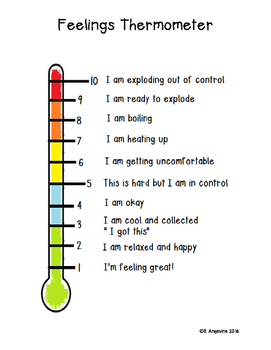 Feelings Thermometer
10 I am exploding out of control
9 I am ready to explode
8 I am boiling
7 I am heating up
6 I am getting uncomfortable
5 This is hard but I am in control
4 I am okay
3 I am cool and collected
" I got this"
2 I am relaxed and happy
1 I'm feeling great!
2016